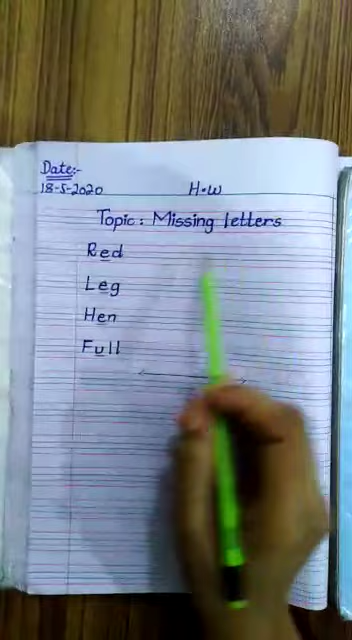 Date:-
18-5-2020 H.W
Topic: Missing letters
Red
Leg
Hen
Full